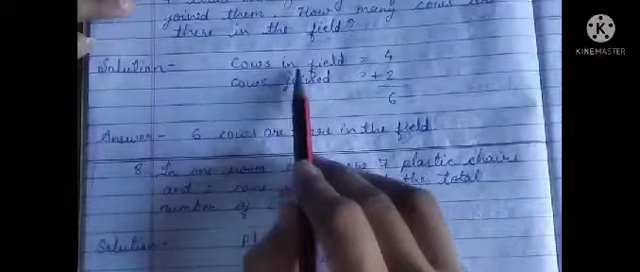 joined them. How many cows are
there in the field?
Solution- Cows in field = 4
cows joined = + 2
6
Answer- 6 cows are there in the field.
8 In one room 7 plastic chairs
and the total
number of
Solution-
KINEMASTER